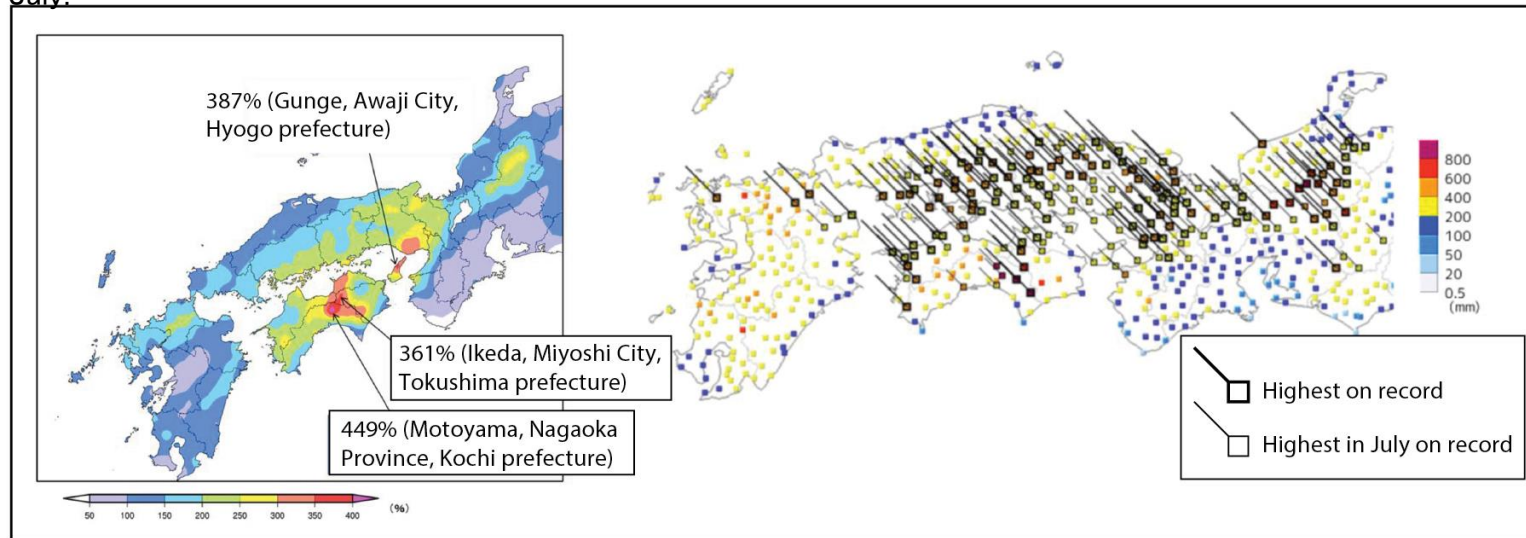 July.
387% (Gunge, Awaji City,
Hyogo prefecture)
361% (Ikeda, Miyoshi City,
Tokushima prefecture)
449% (Motoyama, Nagaoka
Province, Kochi prefecture)
50 100 150 200 250 300 350 400 (%)
800
600
400
200
100
50
20
0.5
(mm)
Highest on record
Highest in July on record